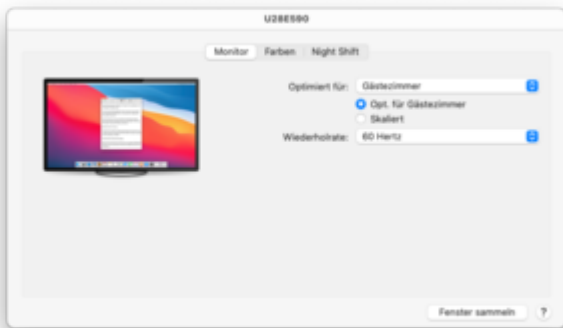 U28E590
Monitor Farben Night Shift
Optimiert für: Gästezimmer
Opt. für Gästezimmer
Skaliert
Wiederholrate: 60 Hertz
Fenster sammeln ?